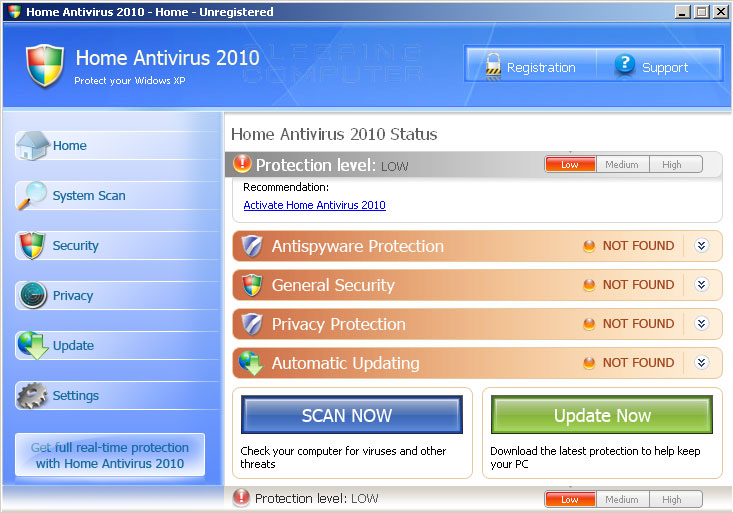 Home Antivirus 2010 - Home - Unregistered
Home Antivirus 2010
Protect your Widows XP
BLEEPING
COMPUTER
Registration
Support
Home
System Scan
Security
Privacy
Update
Settings
Get full real-time protection
with Home Antivirus 2010
Home Antivirus 2010 Status
Protection level: LOW
Low
Medium
High
Recommendation:
Activate Home Antivirus 2010
Antispyware Protection
NOT FOUND
General Security
NOT FOUND
Privacy Protection
NOT FOUND
Automatic Updating
NOT FOUND
SCAN NOW
Check your computer for viruses and other
threats
Update Now
Download the latest protection to help keep
your PC
Protection level: LOW
Low
Medium
High